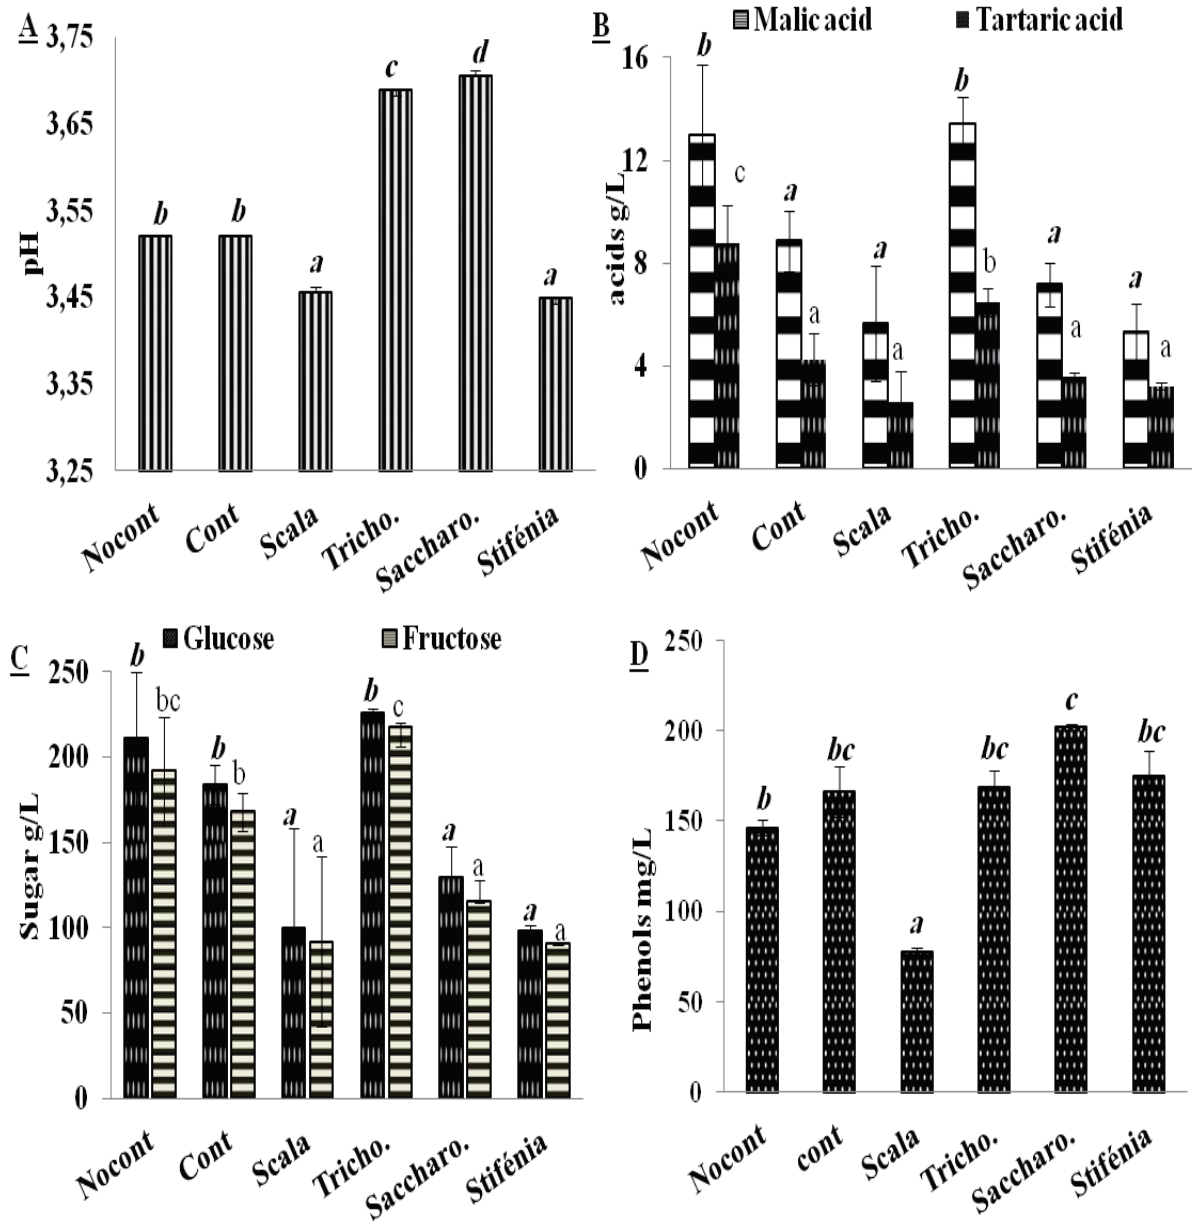 A
3,75
3,65
3,55
3,45
3,35
3,25
pH
b
b
a
c
d
a
Nocont
Cont
Scala
Tricho.
Saccharo.
Stifénia
B
Malic acid
Tartaric acid
16
12
8
4
0
acids g/L
b
c
a
a
a
a
b
b
a
a
a
a
Nocont
Cont
Scala
Tricho.
Saccharo.
Stifénia
C
Glucose
Fructose
250
200
150
100
50
0
Sugar g/L
b
bc
b
b
a
a
b
c
a
a
a
a
Nocont
Cont
Scala
Tricho.
Saccharo.
Stifénia
D
250
200
150
100
50
0
Phenols mg/L
b
bc
a
bc
c
bc
Nocont
cont
Scala
Tricho.
Saccharo.
Stifénia